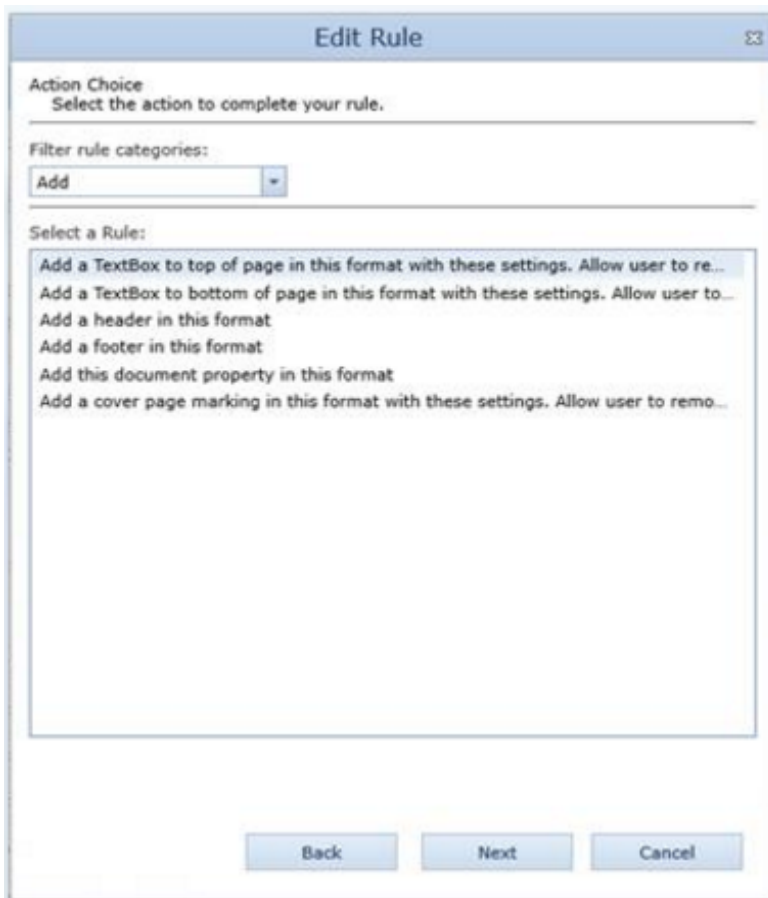 Edit Rule
Action Choice
Select the action to complete your rule.
Filter rule categories:
Add
Select a Rule:
Add a TextBox to top of page in this format with these settings. Allow user to re...
Add a TextBox to bottom of page in this format with these settings. Allow user to...
Add a header in this format
Add a footer in this format
Add this document property in this format
Add a cover page marking in this format with these settings. Allow user to remo...
Back Next Cancel